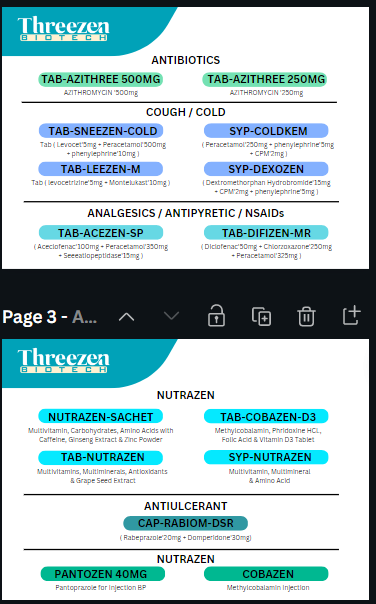 Threezen
BIOTECH
ANTIBIOTICS
TAB-AZITHREE 500MG
AZITHROMYCIN '500mg
TAB-AZITHREE 250MG
AZITHROMYCIN '250mg
COUGH / COLD
TAB-SNEEZEN-COLD
Tab ( Levocet'5mg + Peracetamol'500mg
+ phenylephrine'10mg )
SYP-COLDKEM
( Peracetamol'250mg + phenylephrine'5mg
+ CPM'2mg )
TAB-LEEZEN-M
Tab ( levocetrizine'5mg + Montelukast'10mg )
SYP-DEXOZEN
( Dextromethorphan Hydrobromide'15mg
+ CPM'2mg + phenylephrine'5mg )
ANALGESICS / ANTIPYRETIC / NSAIDs
TAB-ACEZEN-SP
( Aceclofenac'100mg + Peracetamol'350mg
+ Seeeatiopeptidase'15mg )
TAB-DIFIZEN-MR
( Diclofenac'50mg + Chlorzoxazone'250mg
+ Peracetamol'325mg )
Page 3 - A...
Threezen
BIOTECH
NUTRAZEN
NUTRAZEN-SACHET
Multivitamin, Carbohydrates, Amino Acids with
Caffeine, Ginseng Extract & Zinc Powder
TAB-COBAZEN-D3
Methylcobalamin, Phridoxine HCL,
Folic Acid & Vitamin D3 Tablet
TAB-NUTRAZEN
Multivitamins, Multiminerals, Antioxidants
& Grape Seed Extract
SYP-NUTRAZEN
Multivitamin, Multimineral
& Amino Acid
ANTIULCERANT
CAP-RABIOM-DSR
( Rabeprazole'20mg + Domperidone'30mg)
NUTRAZEN
PANTOZEN 40MG
Pantoprazole for Injection BP
COBAZEN
Methylcobalamin Injection